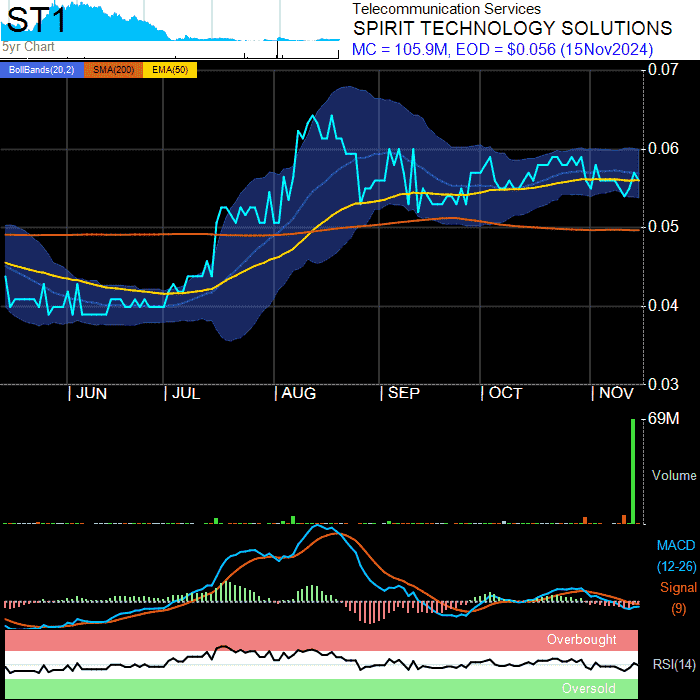 ST1
5yr Chart
Telecommunication Services
SPIRIT TECHNOLOGY SOLUTIONS
MC = 105.9M, EOD = $0.056 (15Nov2024)
BollBands(20,2) SMA(200) EMA(50)
0.07
0.06
0.05
0.04
0.03
| JUN | JUL | AUG | SEP | OCT | NOV
69M
Volume
MACD
(12-26)
Signal
(9)
Overbought
RSI(14)
Oversold